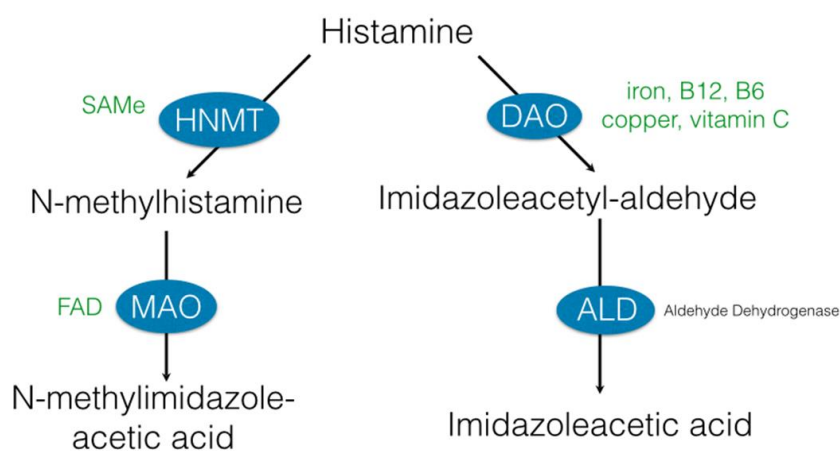 Histamine
SAMe
HNMT
DAO
iron, B12, B6
copper, vitamin C
N-methylhistamine
Imidazoleacetyl-aldehyde
FAD
MAO
ALD
Aldehyde Dehydrogenase
N-methylimidazole-
acetic acid
Imidazoleacetic acid